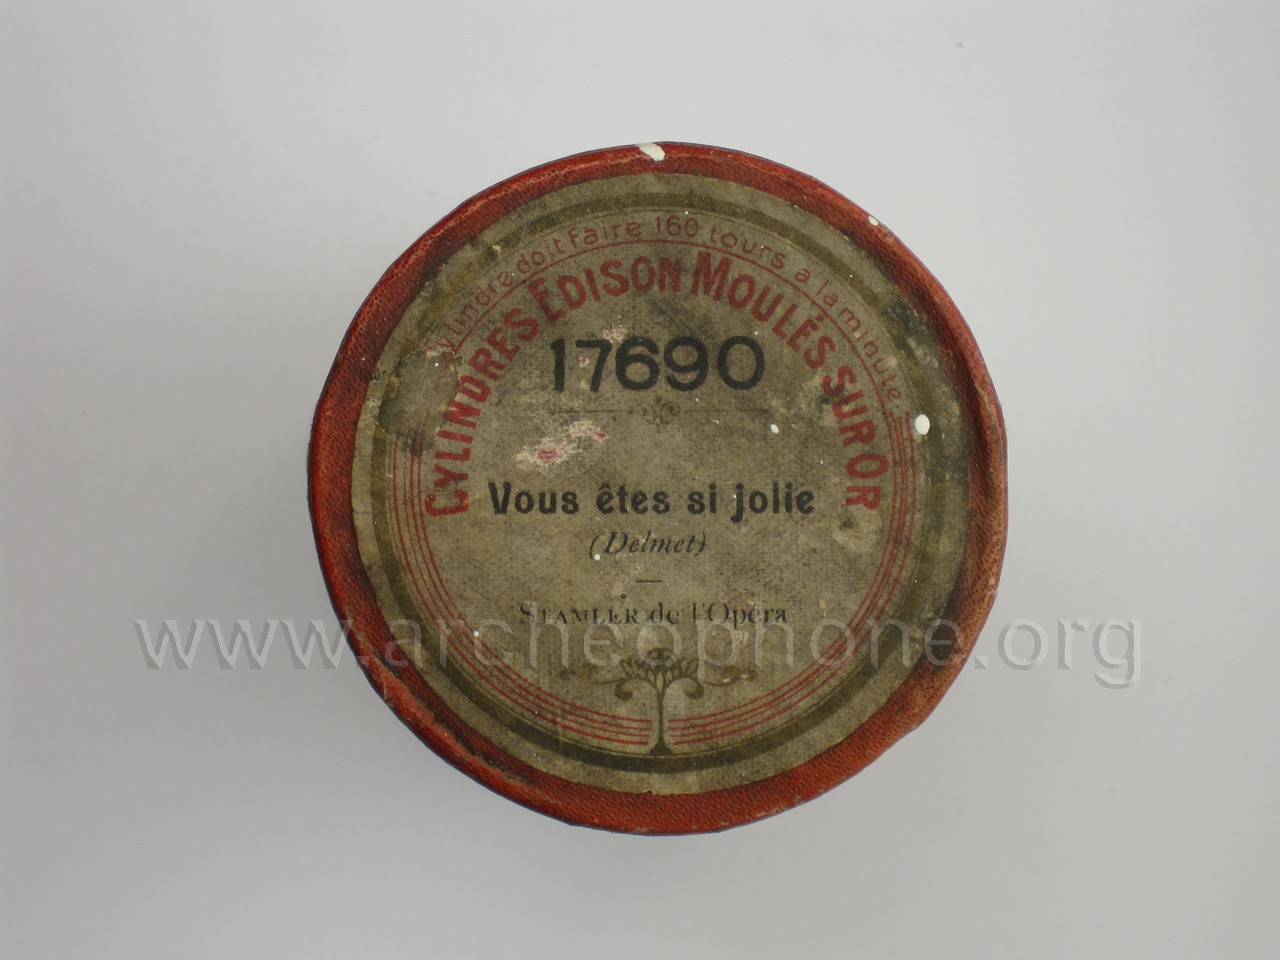 cylindre doit faire 160 tours a la minute.
CYLINDRES EDISON MOULÉS SUR OR
17690
Vous êtes si jolie
(Delmet)
STAMLER de l'Opéra
www.archeophone.org